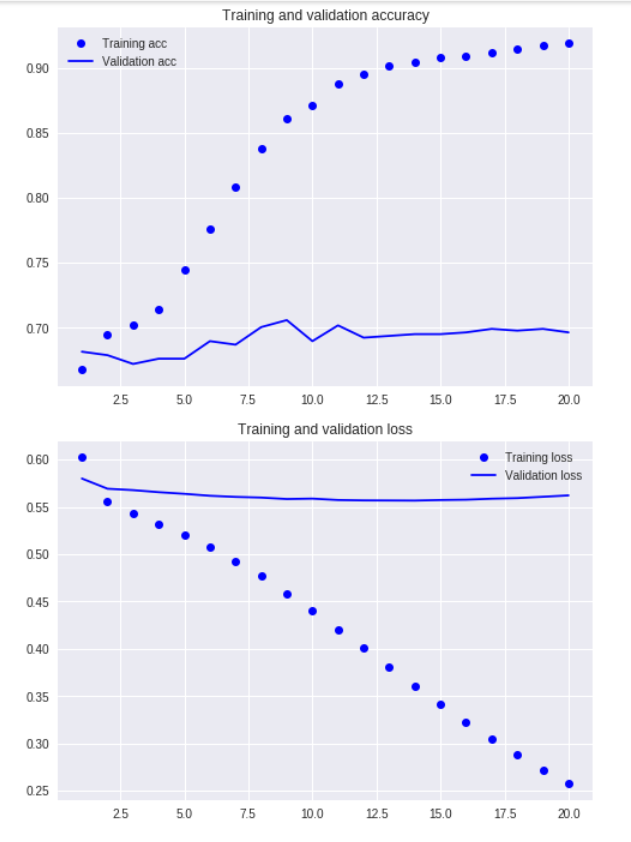 Training and validation accuracy
Training acc
Validation acc
0.90
0.85
0.80
0.75
0.70
2.5 5.0 7.5 10.0 12.5 15.0 17.5 20.0
Training and validation loss
Training loss
Validation loss
0.60
0.55
0.50
0.45
0.40
0.35
0.30
0.25
2.5 5.0 7.5 10.0 12.5 15.0 17.5 20.0